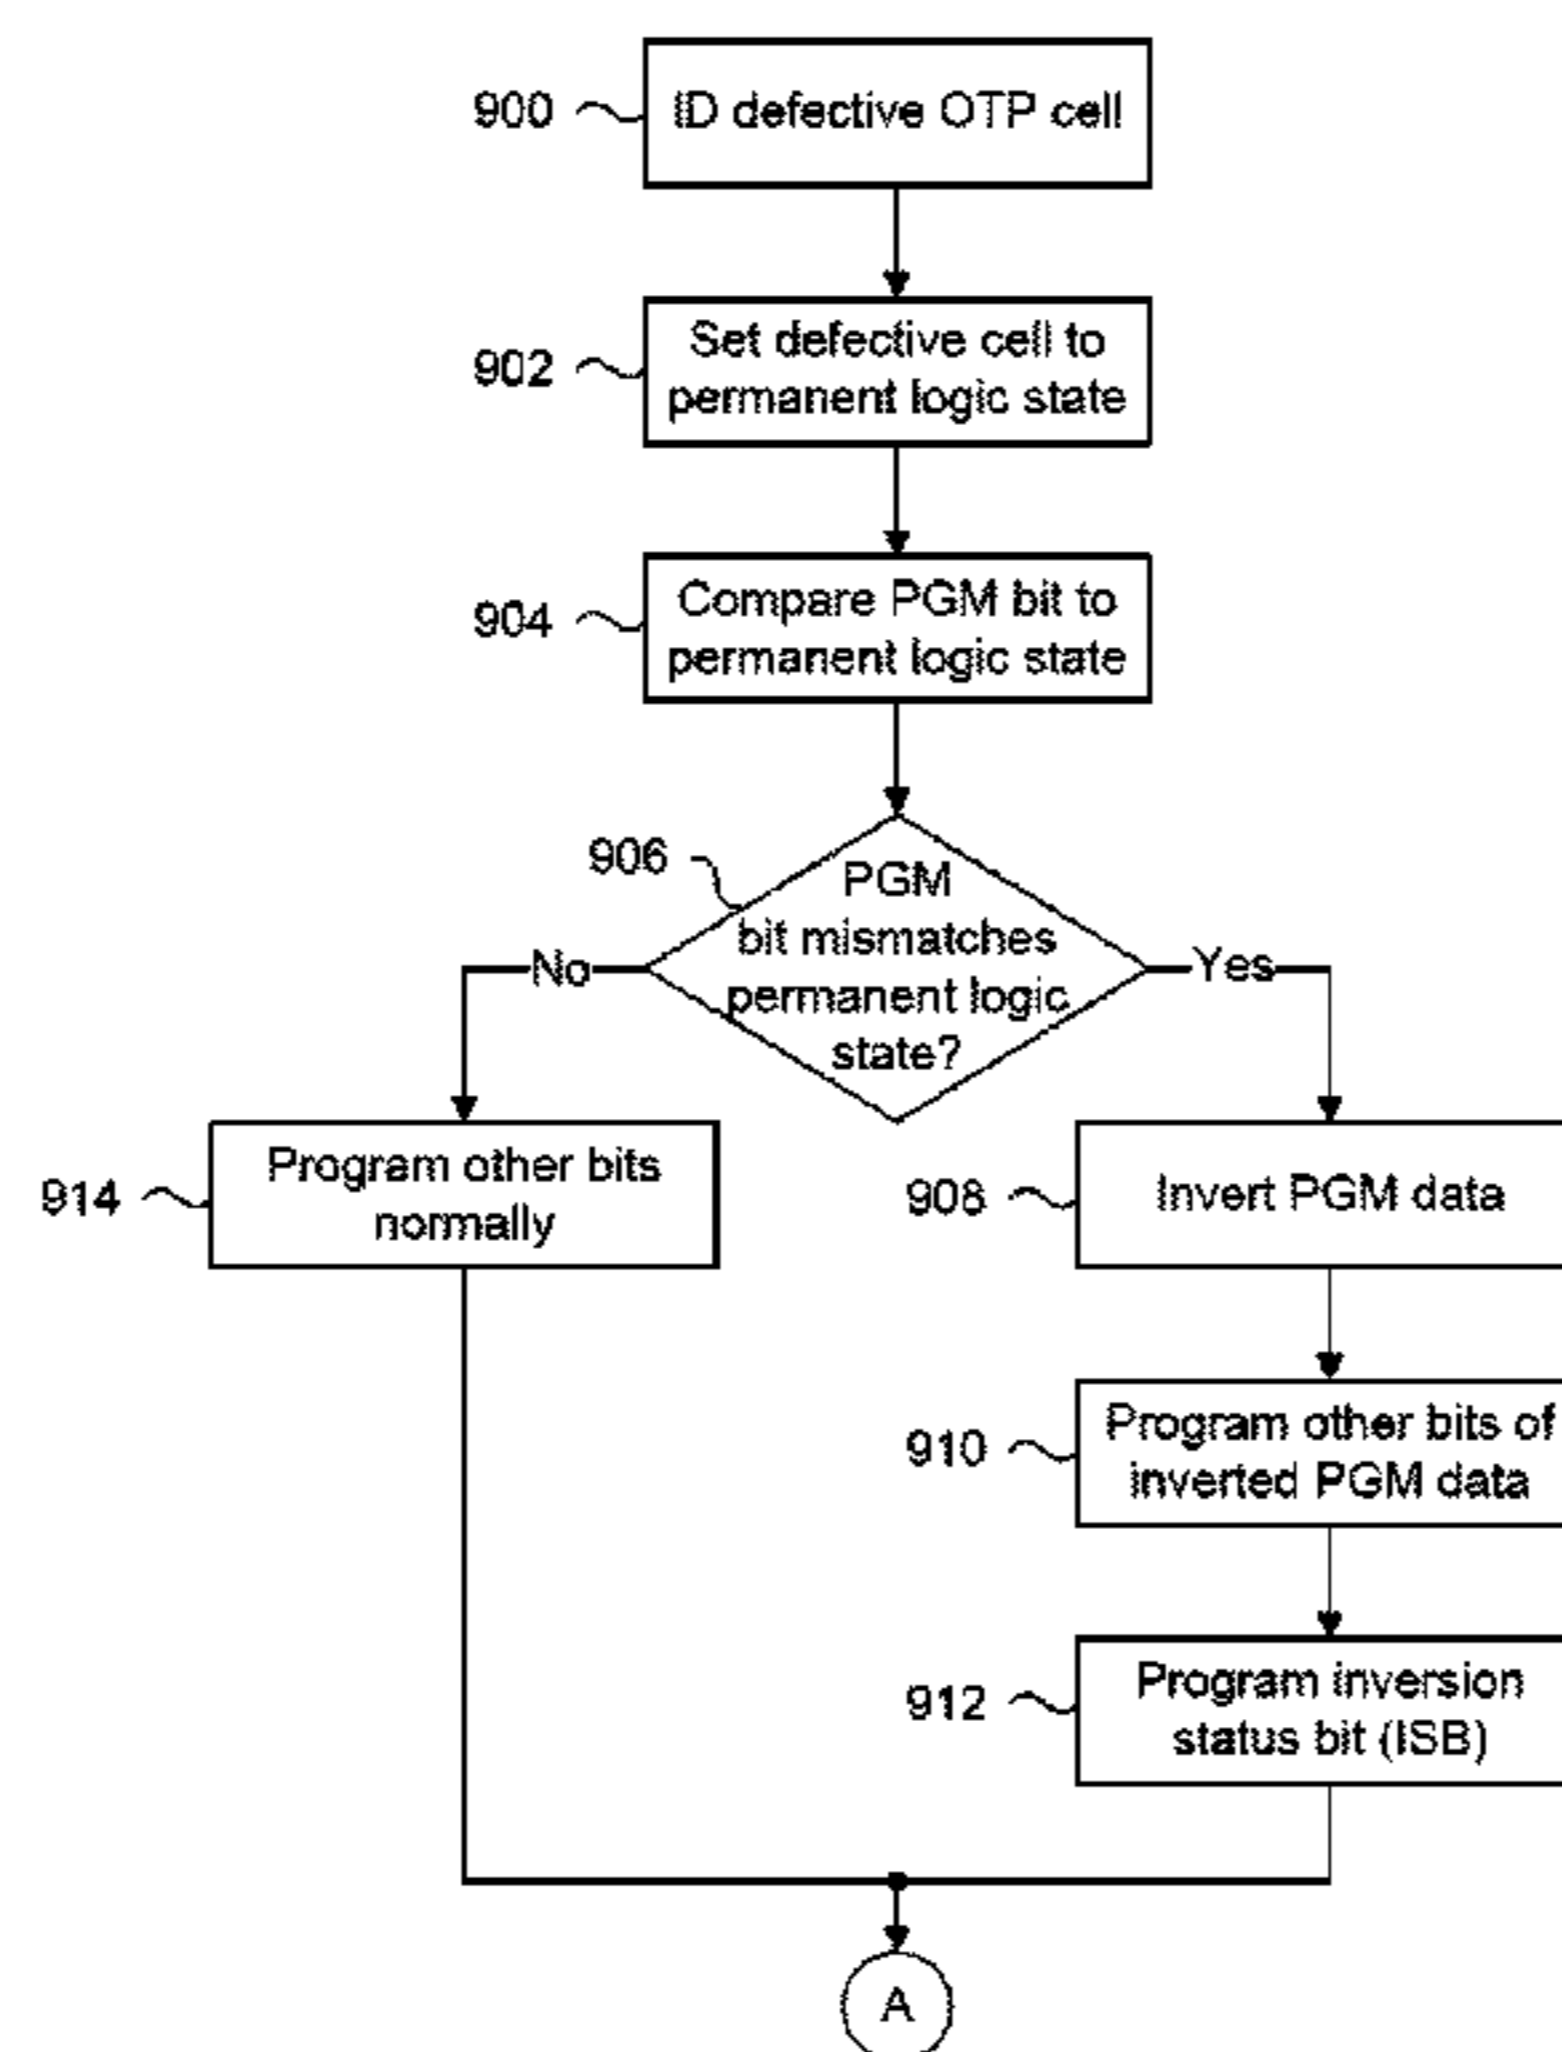 900
ID defective OTP cell
902
Set defective cell to
permanent logic state
904
Compare PGM bit to
permanent logic state
906
PGM
bit mismatches
permanent logic
state?
No
Yes
914
Program other bits
normally
908
Invert PGM data
910
Program other bits of
inverted PGM data
912
Program inversion
status bit (ISB)
A